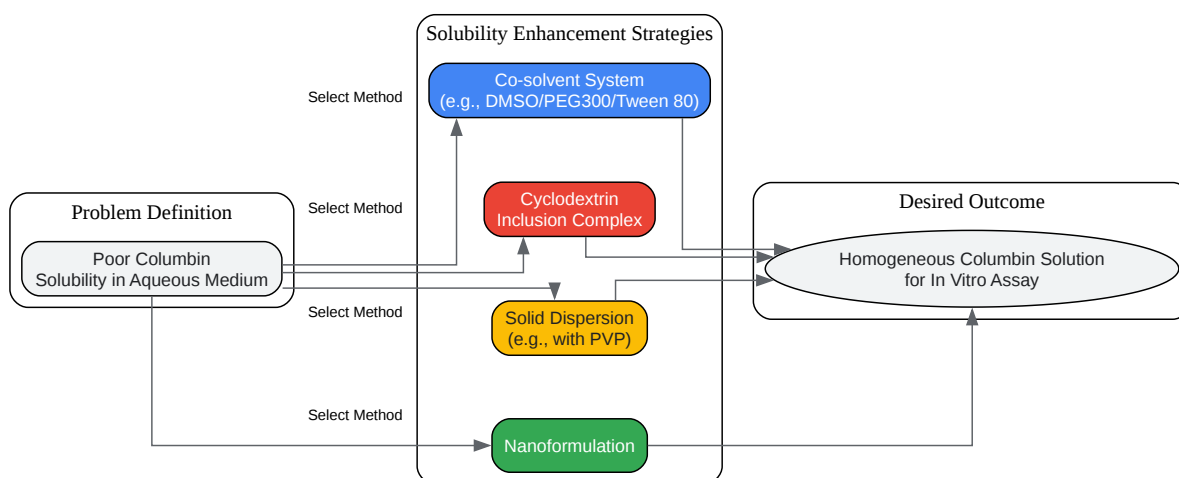 Solubility Enhancement Strategies
Co-solvent System
(e.g., DMSO/PEG300/Tween 80)
Select Method
Cyclodextrin
Inclusion Complex
Select Method
Problem Definition
Poor Columbin
Solubility in Aqueous Medium
Desired Outcome
Homogeneous Columbin Solution
for In Vitro Assay
Select Method
Solid Dispersion
(e.g., with PVP)
Select Method
Nanoformulation